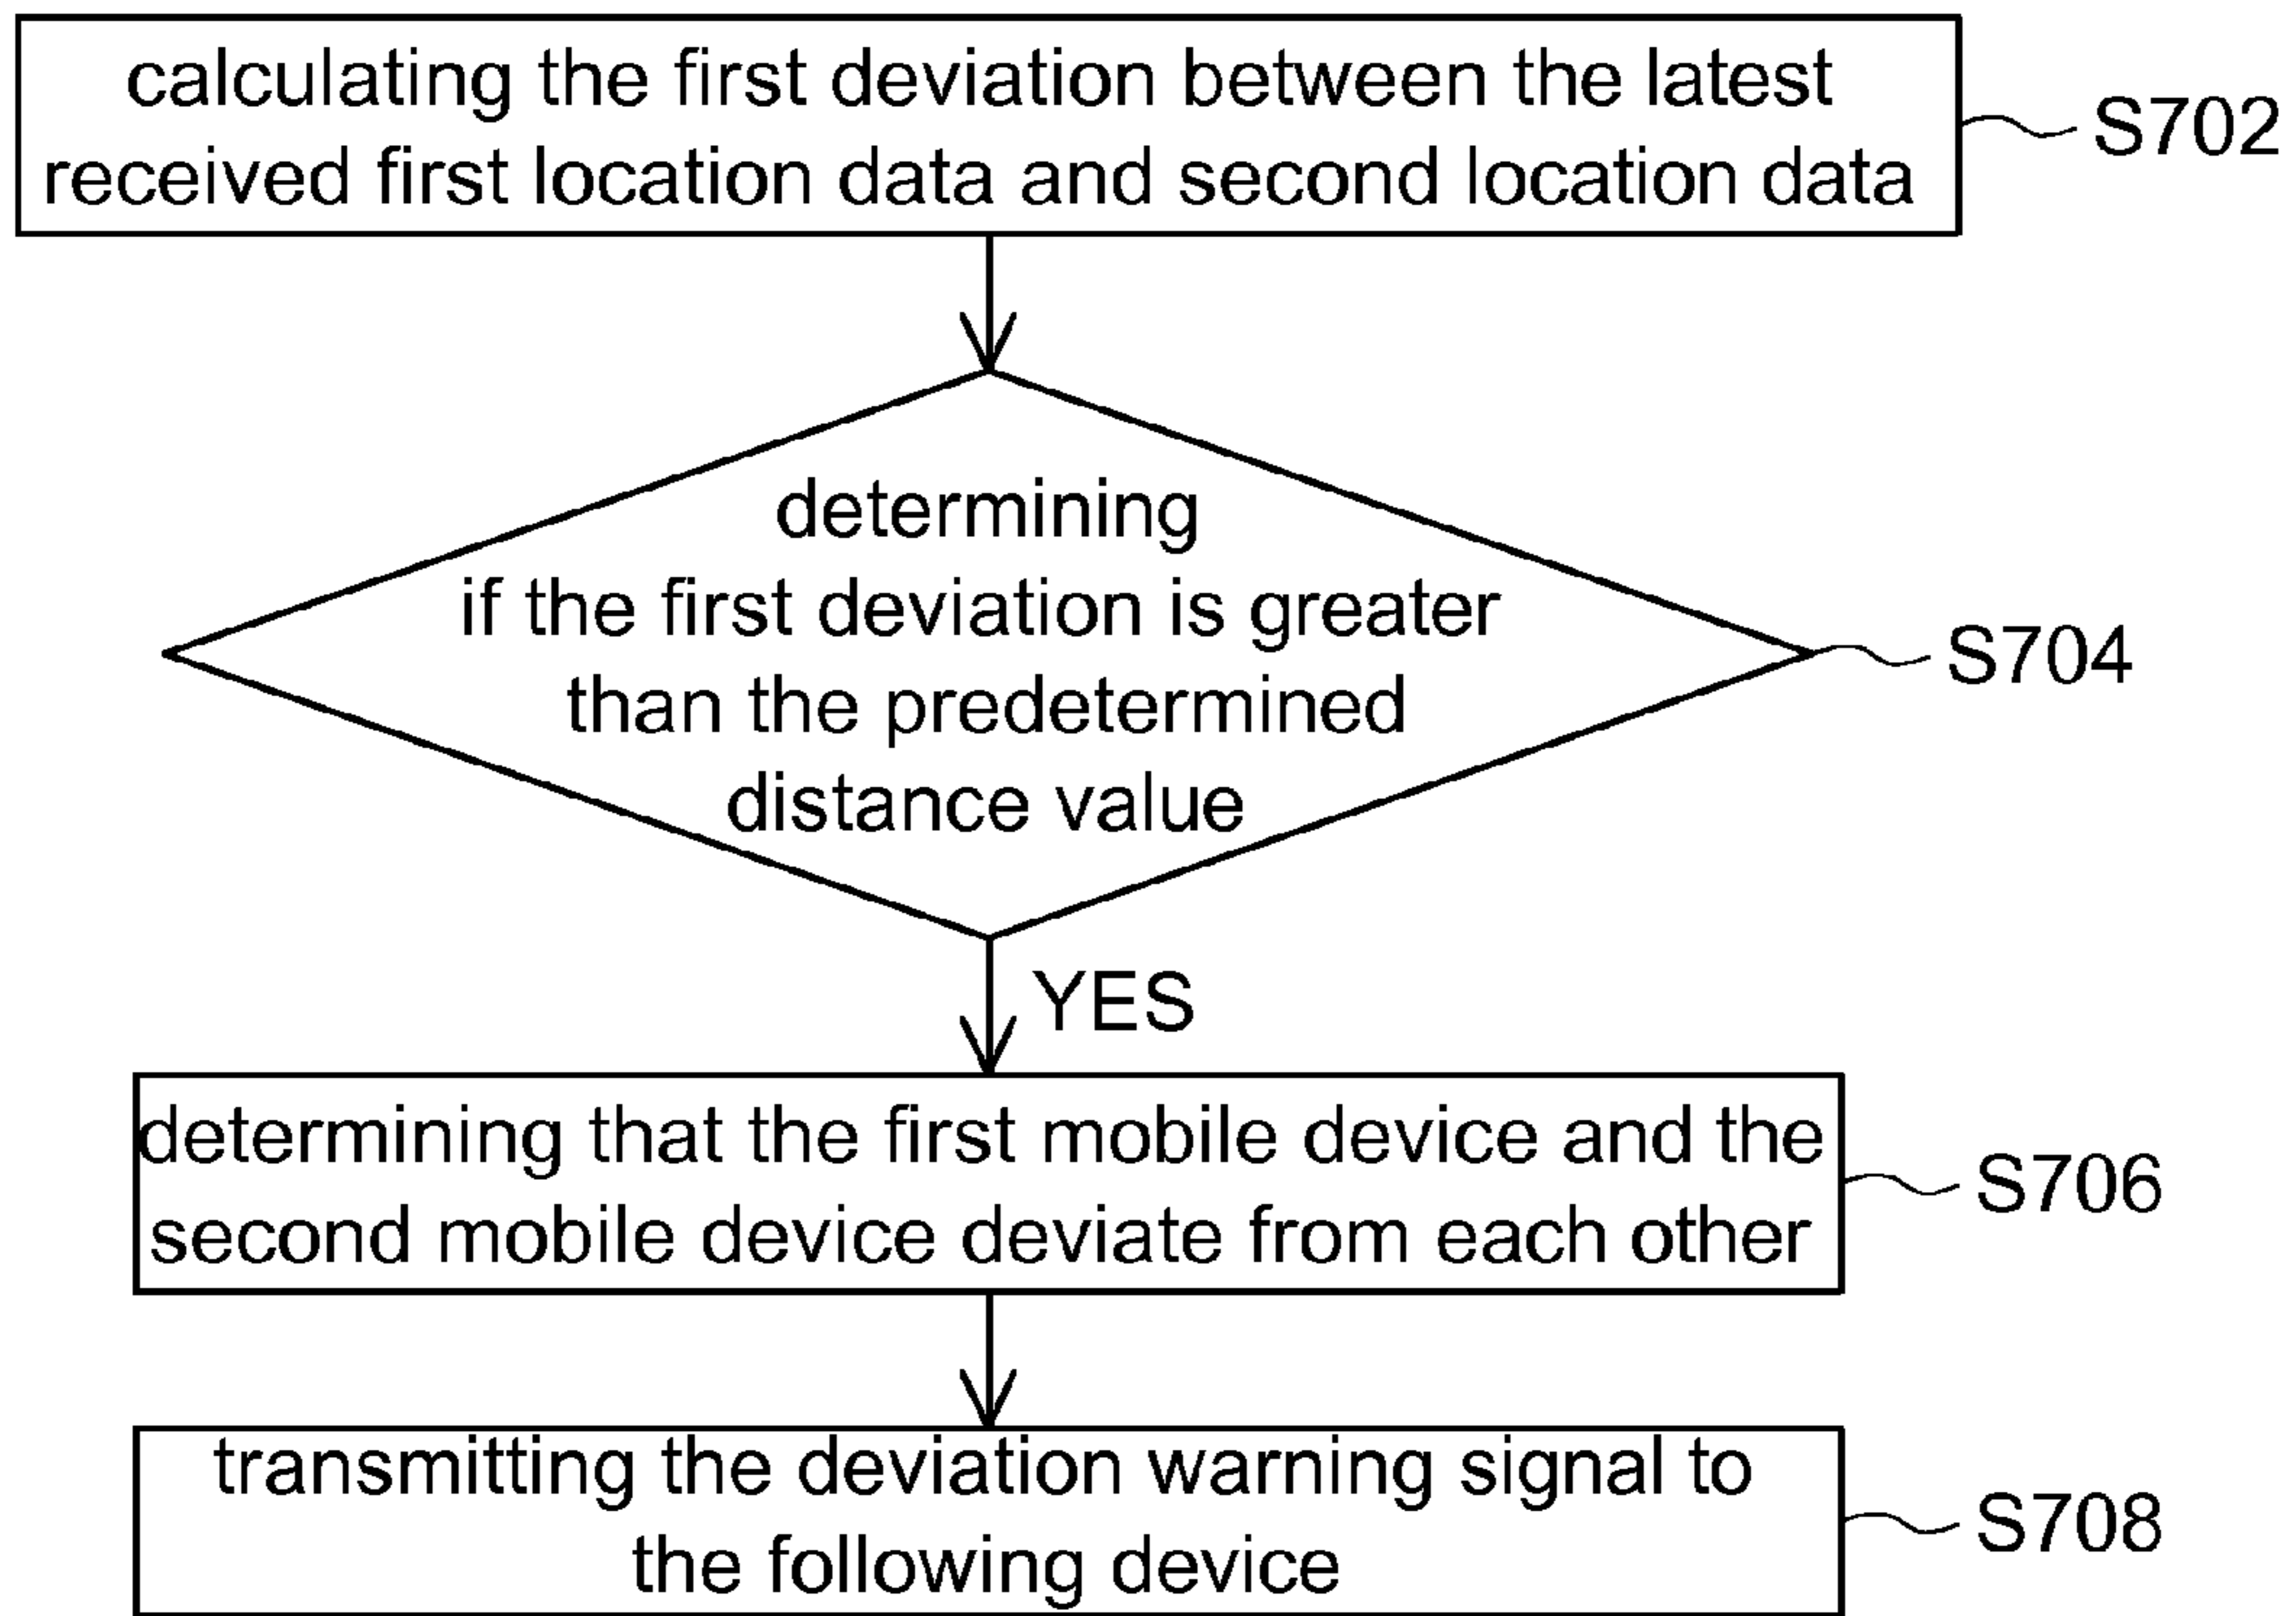 calculating the first deviation between the latest
received first location data and second location data
S702
determining
if the first deviation is greater
than the predetermined
distance value
S704
YES
determining that the first mobile device and the
second mobile device deviate from each other
S706
transmitting the deviation warning signal to
the following device
S708